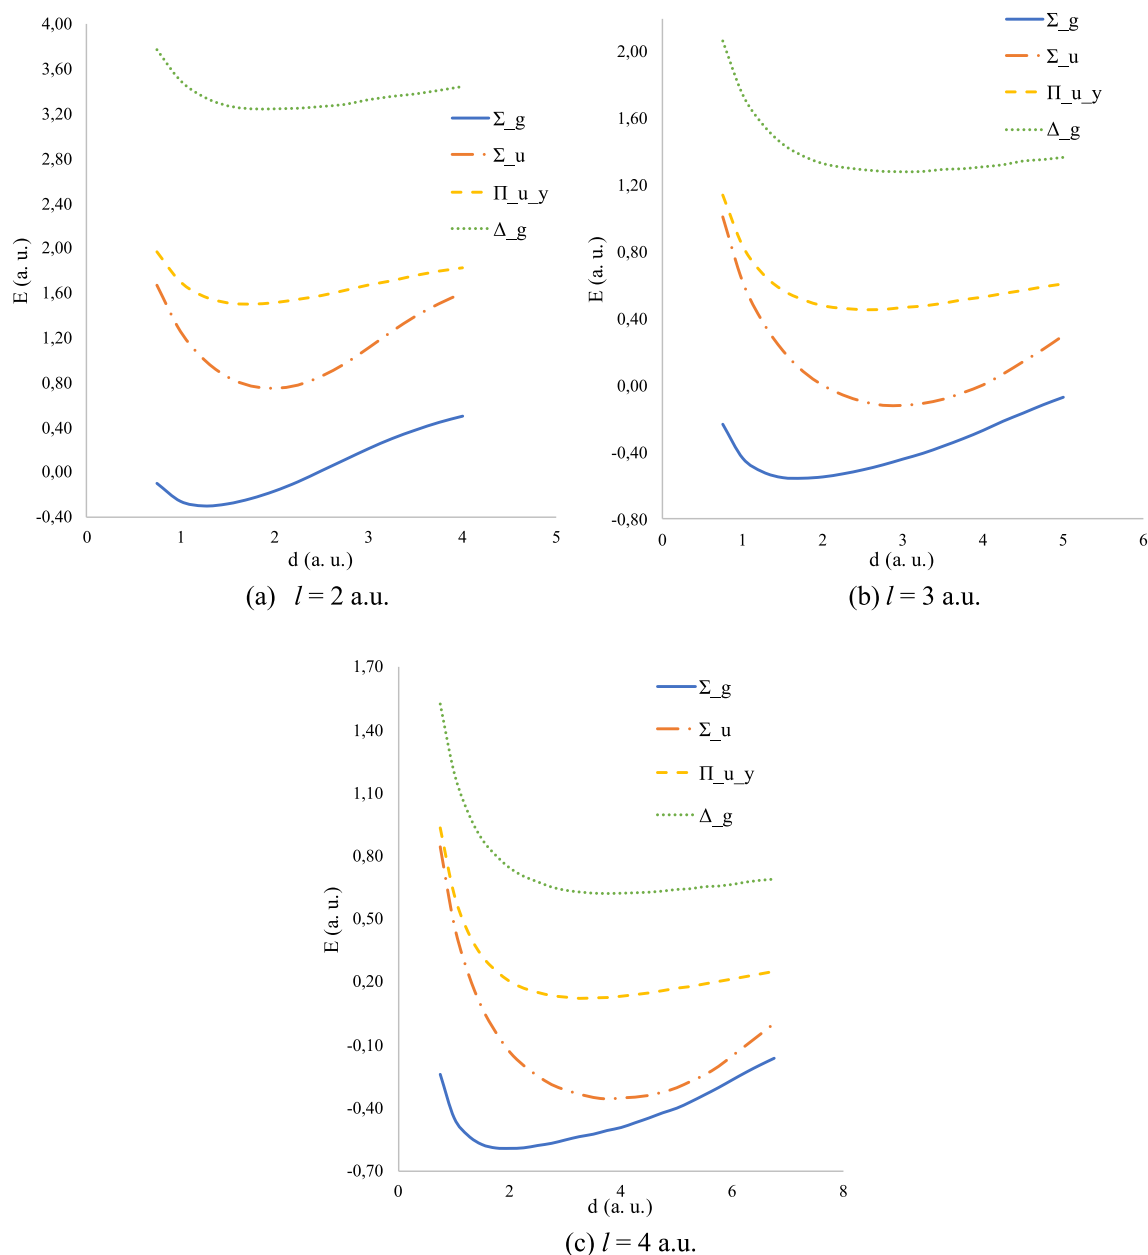 4,00
3,60
3,20
2,80
2,40
2,00
1,60
1,20
0,80
0,40
0,00
-0,40
E (a. u.)
0 1 2 3 4 5
d (a. u.)
Σ_g
Σ_u
Π_u_y
Δ_g
(a) l = 2 a.u.
2,00
1,60
1,20
0,80
0,40
0,00
-0,40
-0,80
E (a. u.)
0 1 2 3 4 5 6
d (a. u.)
Σ_g
Σ_u
Π_u_y
Δ_g
(b) l = 3 a.u.
1,70
1,40
1,10
0,80
0,50
0,20
-0,10
-0,40
-0,70
E (a. u.)
0 2 4 6 8
d (a. u.)
Σ_g
Σ_u
Π_u_y
Δ_g
(c) l = 4 a.u.